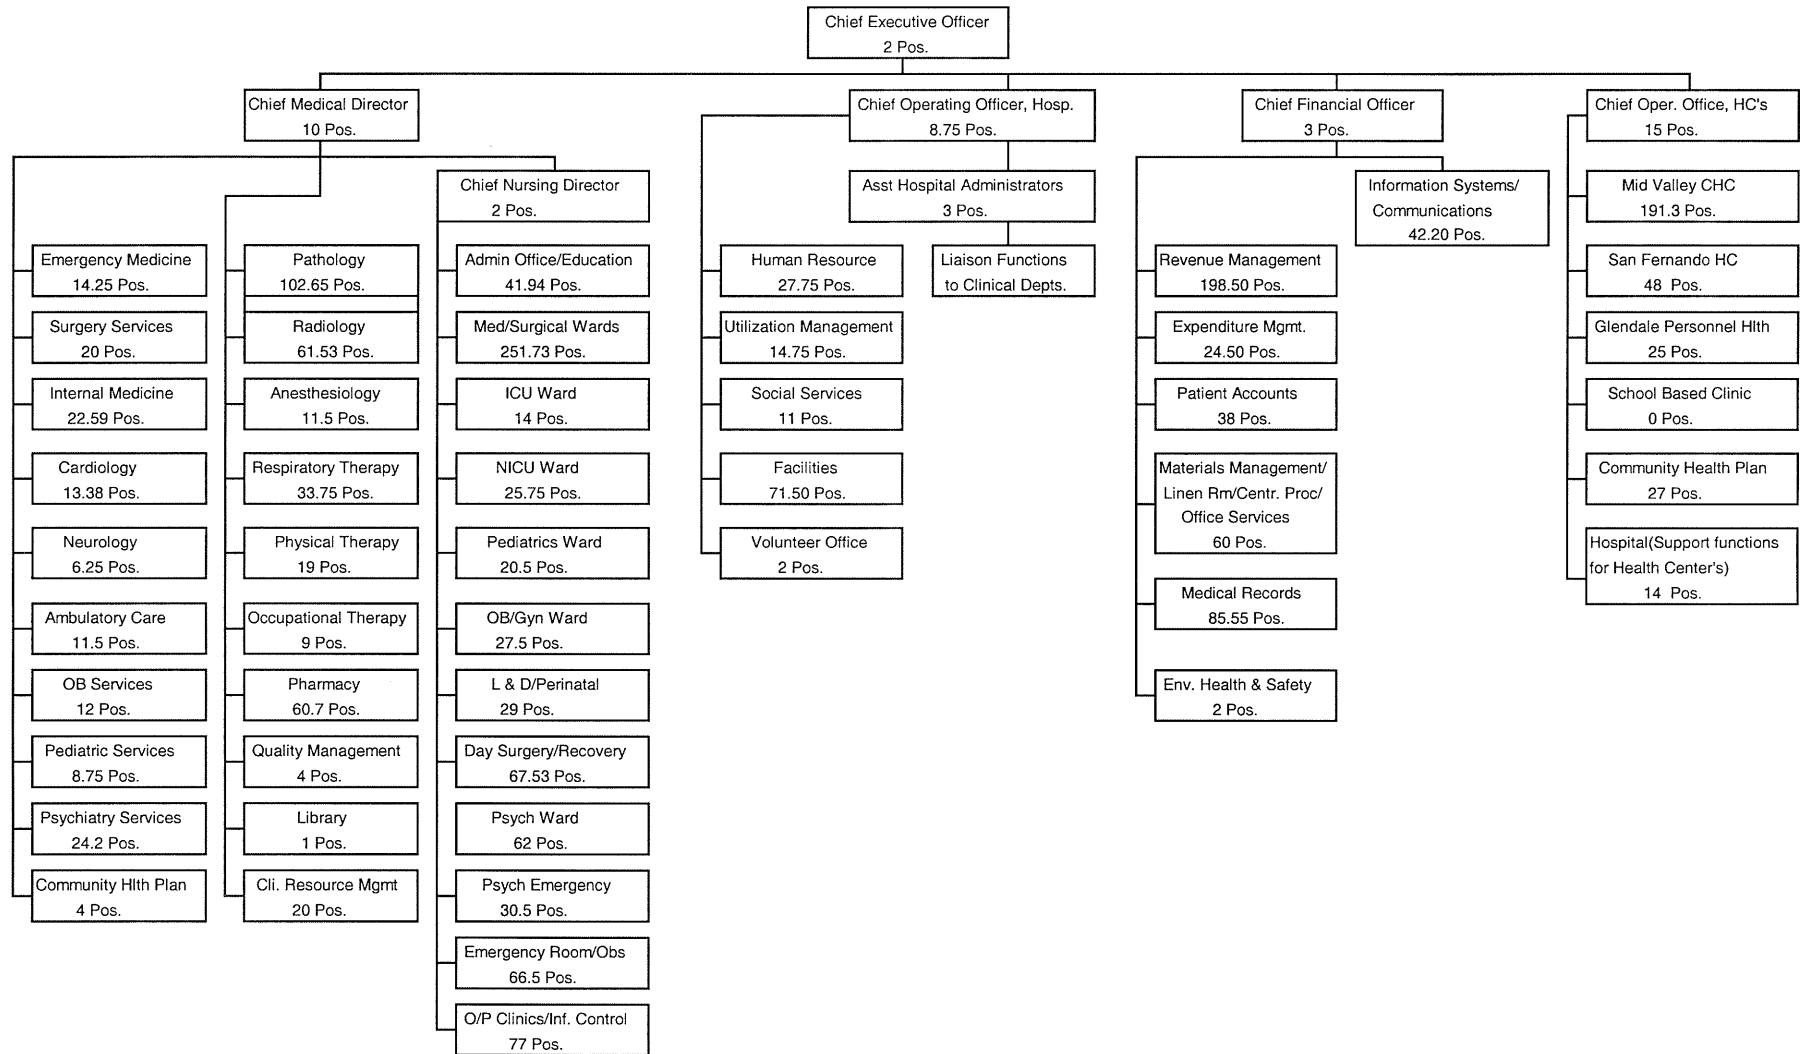 Chief Executive Officer
2 Pos.
Chief Medical Director
10 Pos.
Emergency Medicine
14.25 Pos.
Surgery Services
20 Pos.
Internal Medicine
22.59 Pos.
Cardiology
13.38 Pos.
Neurology
6.25 Pos.
Ambulatory Care
11.5 Pos.
OB Services
12 Pos.
Pediatric Services
8.75 Pos.
Psychiatry Services
24.2 Pos.
Community Hlth Plan
4 Pos.
Pathology
102.65 Pos.
Radiology
61.53 Pos.
Anesthesiology
11.5 Pos.
Respiratory Therapy
33.75 Pos.
Physical Therapy
19 Pos.
Occupational Therapy
9 Pos.
Pharmacy
60.7 Pos.
Quality Management
4 Pos.
Library
1 Pos.
Cli. Resource Mgmt
20 Pos.
Chief Nursing Director
2 Pos.
Admin Office/Education
41.94 Pos.
Med/Surgical Wards
251.73 Pos.
ICU Ward
14 Pos.
NICU Ward
25.75 Pos.
Pediatrics Ward
20.5 Pos.
OB/Gyn Ward
27.5 Pos.
L & D/Perinatal
29 Pos.
Day Surgery/Recovery
67.53 Pos.
Psych Ward
62 Pos.
Psych Emergency
30.5 Pos.
Emergency Room/Obs
66.5 Pos.
O/P Clinics/Inf. Control
77 Pos.
Chief Operating Officer, Hosp.
8.75 Pos.
Asst Hospital Administrators
3 Pos.
Liaison Functions
to Clinical Depts.
Human Resource
27.75 Pos.
Utilization Management
14.75 Pos.
Social Services
11 Pos.
Facilities
71.50 Pos.
Volunteer Office
2 Pos.
Chief Financial Officer
3 Pos.
Information Systems/
Communications
42.20 Pos.
Revenue Management
198.50 Pos.
Expenditure Mgmt.
24.50 Pos.
Patient Accounts
38 Pos.
Materials Management/
Linen Rm/Centr. Proc/
Office Services
60 Pos.
Medical Records
85.55 Pos.
Env. Health & Safety
2 Pos.
Chief Oper. Office, HC's
15 Pos.
Mid Valley CHC
191.3 Pos.
San Fernando HC
48 Pos.
Glendale Personnel Hlth
25 Pos.
School Based Clinic
0 Pos.
Community Health Plan
27 Pos.
Hospital(Support functions
for Health Center's)
14 Pos.